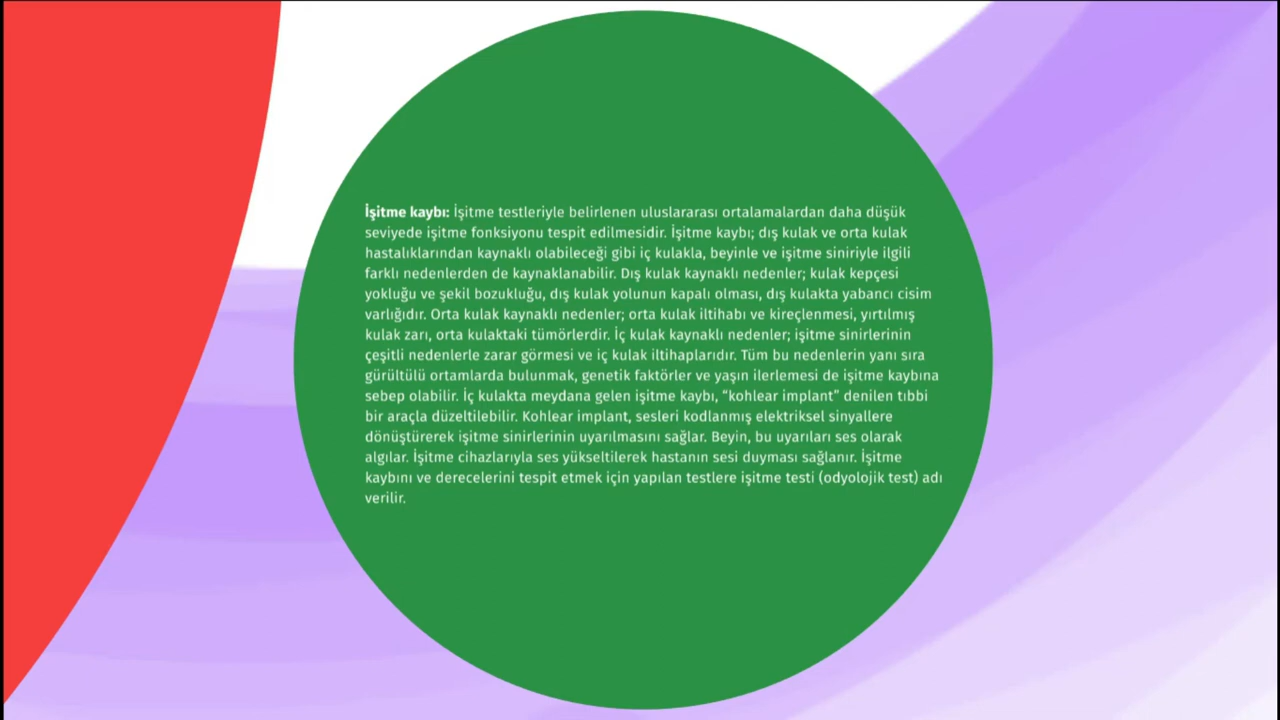 İşitme kaybı: İşitme testleriyle belirlenen uluslararası ortalamalardan daha düşük
seviyede işitme fonksiyonu tespit edilmesidir. İşitme kaybı; dış kulak ve orta kulak
hastalıklarından kaynaklı olabileceği gibi iç kulakla, beyinle ve işitme siniriyle ilgili
farklı nedenlerden de kaynaklanabilir. Dış kulak kaynaklı nedenler; kulak kepçesi
yokluğu ve şekil bozukluğu, dış kulak yolunun kapalı olması, dış kulakta yabancı cisim
varlığıdır. Orta kulak kaynaklı nedenler; orta kulak iltihabı ve kireçlenmesi, yırtılmış
kulak zarı, orta kulaktaki tümörlerdir. İç kulak kaynaklı nedenler; işitme sinirlerinin
çeşitli nedenlerle zarar görmesi ve iç kulak iltihaplarıdır. Tüm bu nedenlerin yanı sıra
gürültülü ortamlarda bulunmak, genetik faktörler ve yaşın ilerlemesi de işitme kaybına
sebep olabilir. İç kulakta meydana gelen işitme kaybı, “kohlear implant” denilen tıbbi
bir araçla düzeltilebilir. Kohlear implant, sesleri kodlanmış elektriksel sinyallere
dönüştürerek işitme sinirlerinin uyarılmasını sağlar. Beyin, bu uyarıları ses olarak
algılar. İşitme cihazlarıyla ses yükseltilerek hastanın sesi duyması sağlanır. İşitme
kaybını ve derecelerini tespit etmek için yapılan testlere işitme testi (odyolojik test) adı
verilir.